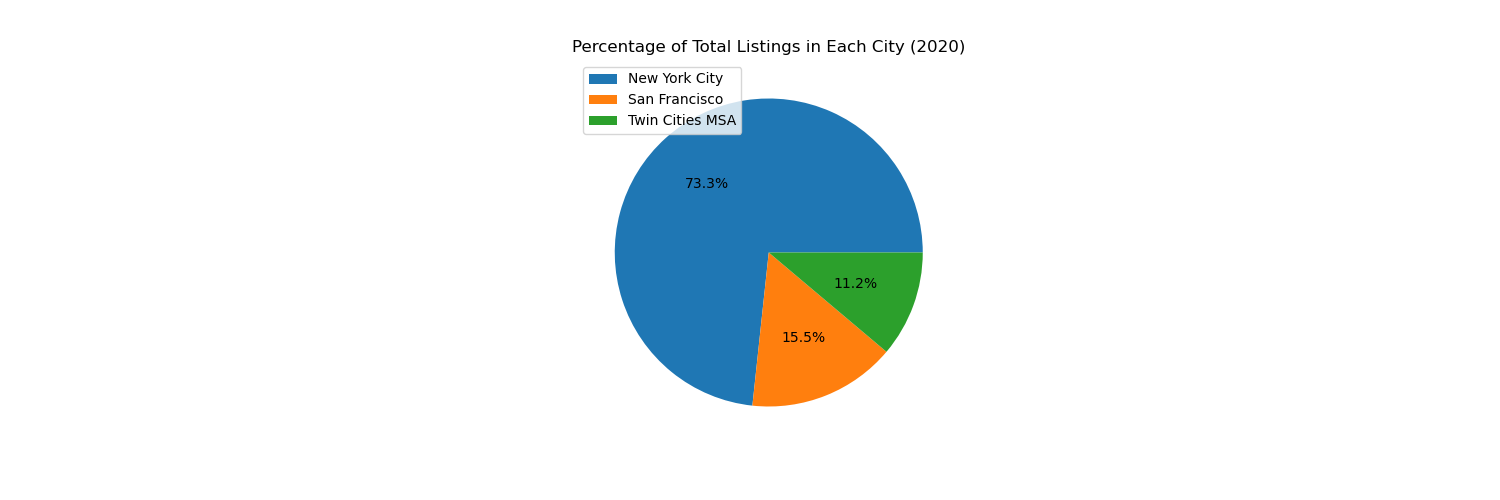 Percentage of Total Listings in Each City (2020)
New York City
San Francisco
Twin Cities MSA
73.3%
11.2%
15.5%